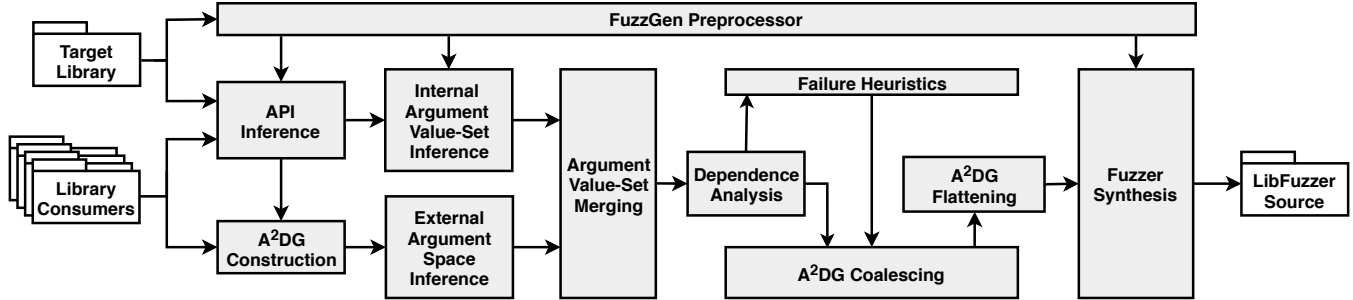 FuzzGen Preprocessor
Target
Library
Library
Consumers
API
Inference
A²DG
Construction
Internal
Argument
Value-Set
Inference
External
Argument
Space
Inference
Argument
Value-Set
Merging
Failure Heuristics
Dependence
Analysis
A²DG Coalescing
A²DG
Flattening
Fuzzer
Synthesis
LibFuzzer
Source